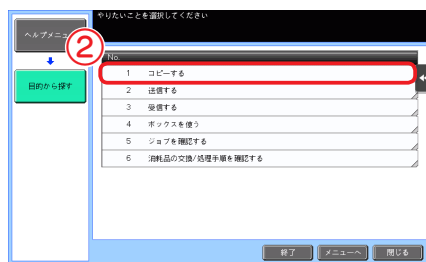 やりたいことを選択してください
ヘルプメニュー
②
目的から探す
No.
1 コピーする
2 送信する
3 受信する
4 ボックスを使う
5 ジョブを確認する
6 消耗品の交換/処理手順を確認する
終了 メニューへ 閉じる